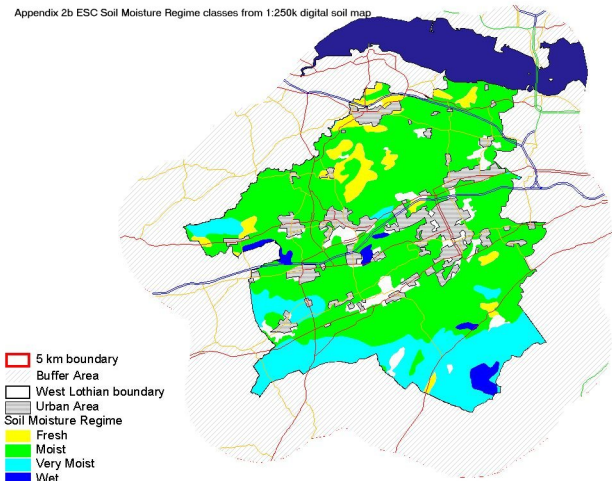 Appendix 2b ESC Soil Moisture Regime classes from 1:250k digital soil map
5 km boundary
Buffer Area
West Lothian boundary
Urban Area
Soil Moisture Regime
Fresh
Moist
Very Moist
Wet